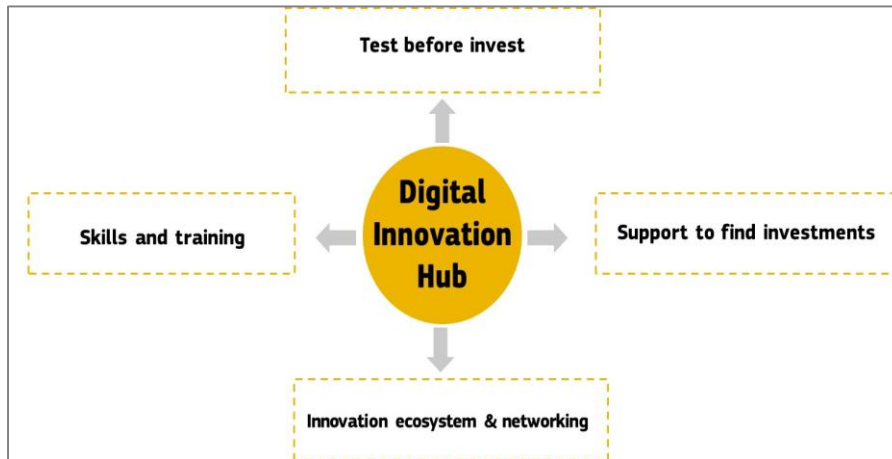 Test before invest
Skills and training
Digital
Innovation
Hub
Support to find investments
Innovation ecosystem & networking